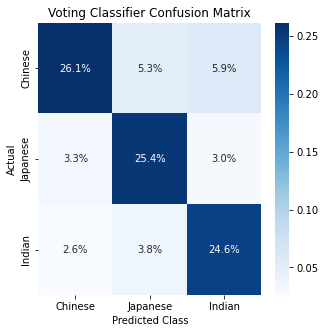 Voting Classifier Confusion Matrix
Chinese 26.1% 5.3% 5.9%
Japanese 3.3% 25.4% 3.0%
Indian 2.6% 3.8% 24.6%
Actual
Chinese Japanese Indian
Predicted Class
0.25
0.20
0.15
0.10
0.05